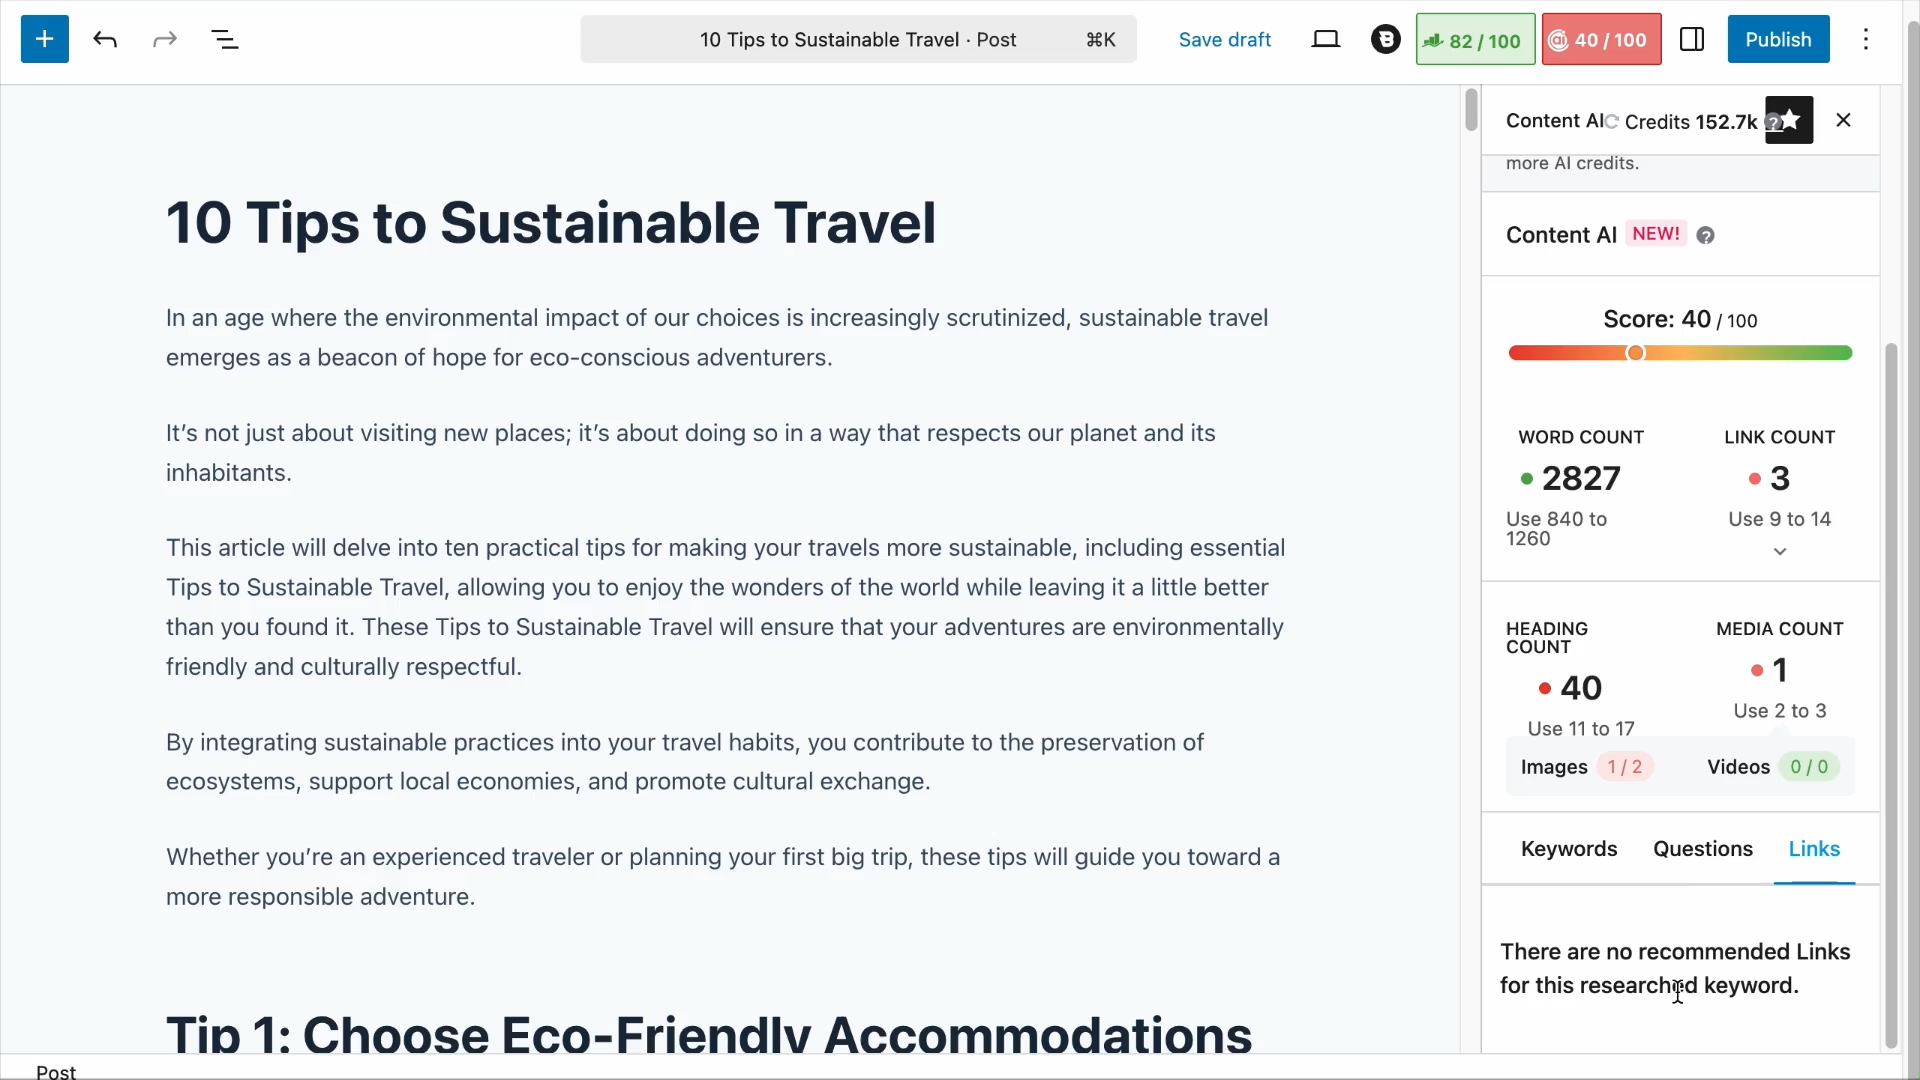 10 Tips to Sustainable Travel · Post ⌘K
Save draft
82 / 100
40 / 100
Publish
10 Tips to Sustainable Travel
In an age where the environmental impact of our choices is increasingly scrutinized, sustainable travel
emerges as a beacon of hope for eco-conscious adventurers.
It’s not just about visiting new places; it’s about doing so in a way that respects our planet and its
inhabitants.
This article will delve into ten practical tips for making your travels more sustainable, including essential
Tips to Sustainable Travel, allowing you to enjoy the wonders of the world while leaving it a little better
than you found it. These Tips to Sustainable Travel will ensure that your adventures are environmentally
friendly and culturally respectful.
By integrating sustainable practices into your travel habits, you contribute to the preservation of
ecosystems, support local economies, and promote cultural exchange.
Whether you’re an experienced traveler or planning your first big trip, these tips will guide you toward a
more responsible adventure.
Tip 1: Choose Eco-Friendly Accommodations
Post
Content AI Credits 152.7k ?
more AI credits.
Content AI NEW! ?
Score: 40 / 100
WORD COUNT
2827
Use 840 to
1260
LINK COUNT
3
Use 9 to 14
HEADING
COUNT
40
Use 11 to 17
MEDIA COUNT
1
Use 2 to 3
Images 1 / 2 Videos 0 / 0
Keywords Questions Links
There are no recommended Links
for this researched keyword.